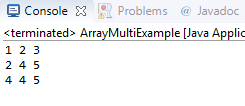 Console Problems @ Javadoc
<terminated> ArrayMultiExample [Java Applic
1 2 3
2 4 5
4 4 5